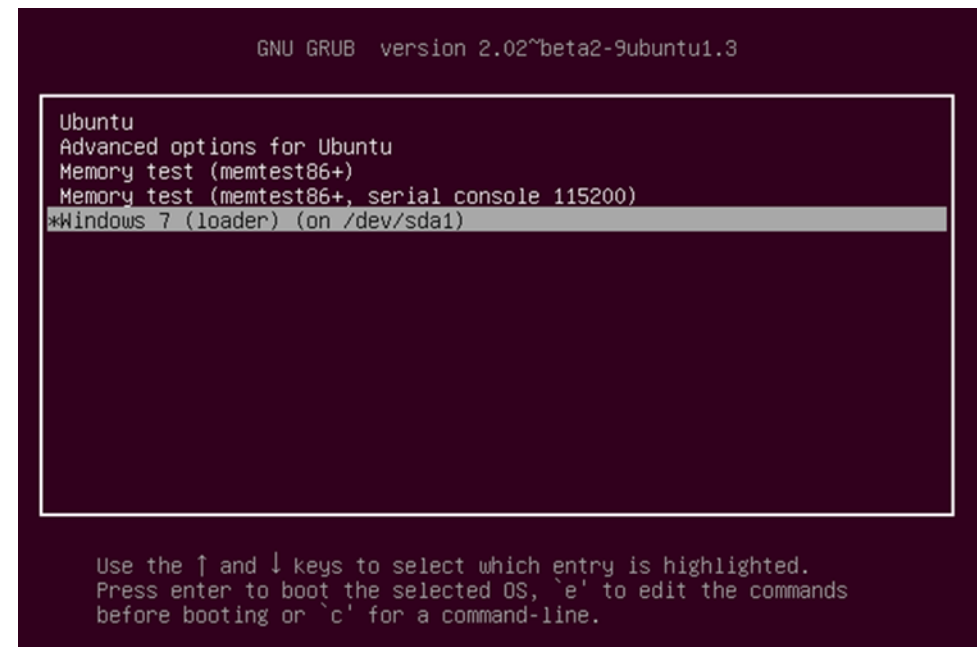 GNU GRUB  version 2.02~beta2-9ubuntu1.3
Ubuntu
Advanced options for Ubuntu
Memory test (memtest86+)
Memory test (memtest86+, serial console 115200)
*Windows 7 (loader) (on /dev/sda1)
Use the ↑ and ↓ keys to select which entry is highlighted.
Press enter to boot the selected OS, `e' to edit the commands
before booting or `c' for a command-line.